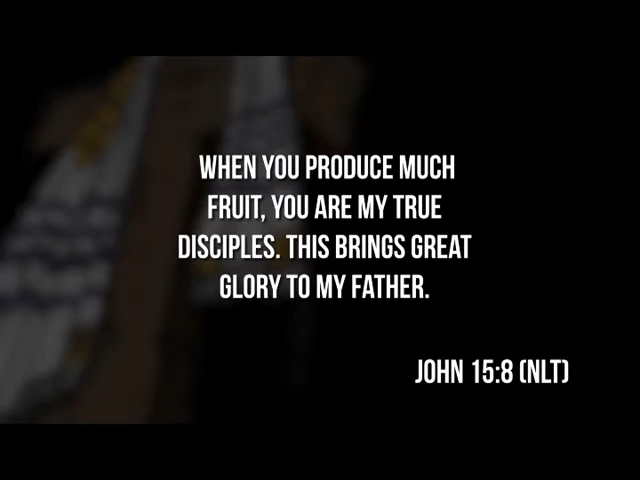 WHEN YOU PRODUCE MUCH
FRUIT, YOU ARE MY TRUE
DISCIPLES. THIS BRINGS GREAT
GLORY TO MY FATHER.
JOHN 15:8 (NLT)